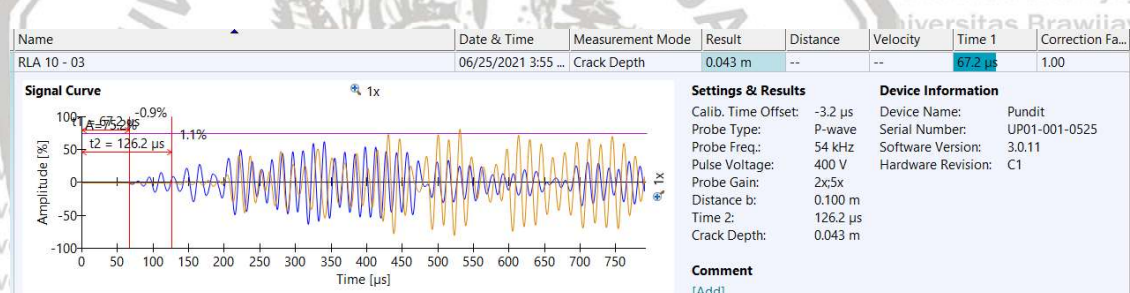 universitas Brawijaya
Name Date & Time Measurement Mode Result Distance Velocity Time 1 Correction Fa...
RLA 10 - 03 06/25/2021 3:55 ... Crack Depth 0.043 m -- -- 67.2 µs 1.00
Signal Curve 1x Settings & Results Device Information
-0.9%
1.1%
t2 = 126.2 µs
1x
Amplitude [%]
100
50
0
-50
-100
0 50 100 150 200 250 300 350 400 450 500 550 600 650 700 750
Time [µs]
Calib. Time Offset: -3.2 µs Device Name: Pundit
Probe Type: P-wave Serial Number: UP01-001-0525
Probe Freq.: 54 kHz Software Version: 3.0.11
Pulse Voltage: 400 V Hardware Revision: C1
Probe Gain: 2x;5x
Distance b: 0.100 m
Time 2: 126.2 µs
Crack Depth: 0.043 m
Comment
[Add]